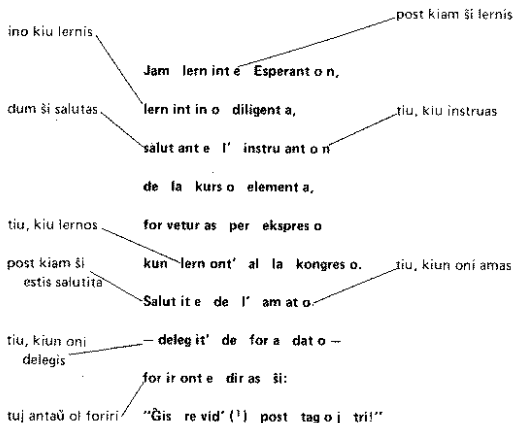 post kiam ŝi lernis
ino kiu lernis
Jam lern int e Esperant o n,
lern int in o diligent a,
dum ŝi salutas
tiu, kiu instruas
salut ant e l' instru ant o n
de la kurs o element a,
tiu, kiu lernos
for vetur as per ekspres o
kun lern ont' al la kongres o.
post kiam ŝi
estis salutita
tiu, kiun oni amas
Salut it e de l' am at o
tiu, kiun oni
delegis
— deleg it' de for a dat o —
for ir ont e dir as ŝi:
tuj antaŭ ol foriri
"Ĝis re vid' (¹) post tag o j tri!"